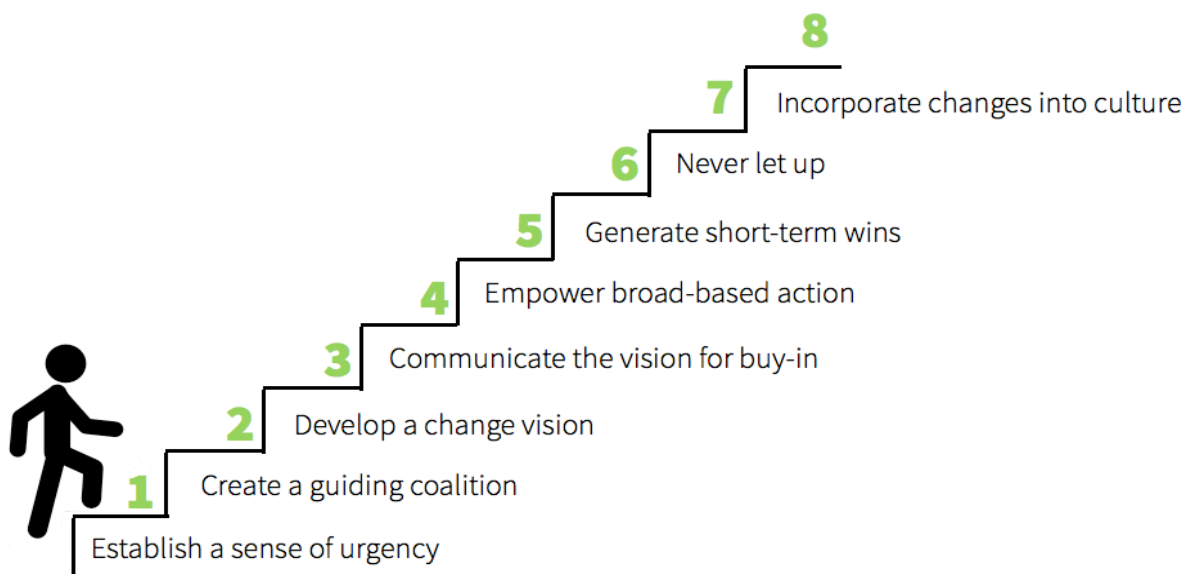 8
7
Incorporate changes into culture
6
Never let up
5
Generate short-term wins
4
Empower broad-based action
3
Communicate the vision for buy-in
2
Develop a change vision
1
Create a guiding coalition
Establish a sense of urgency